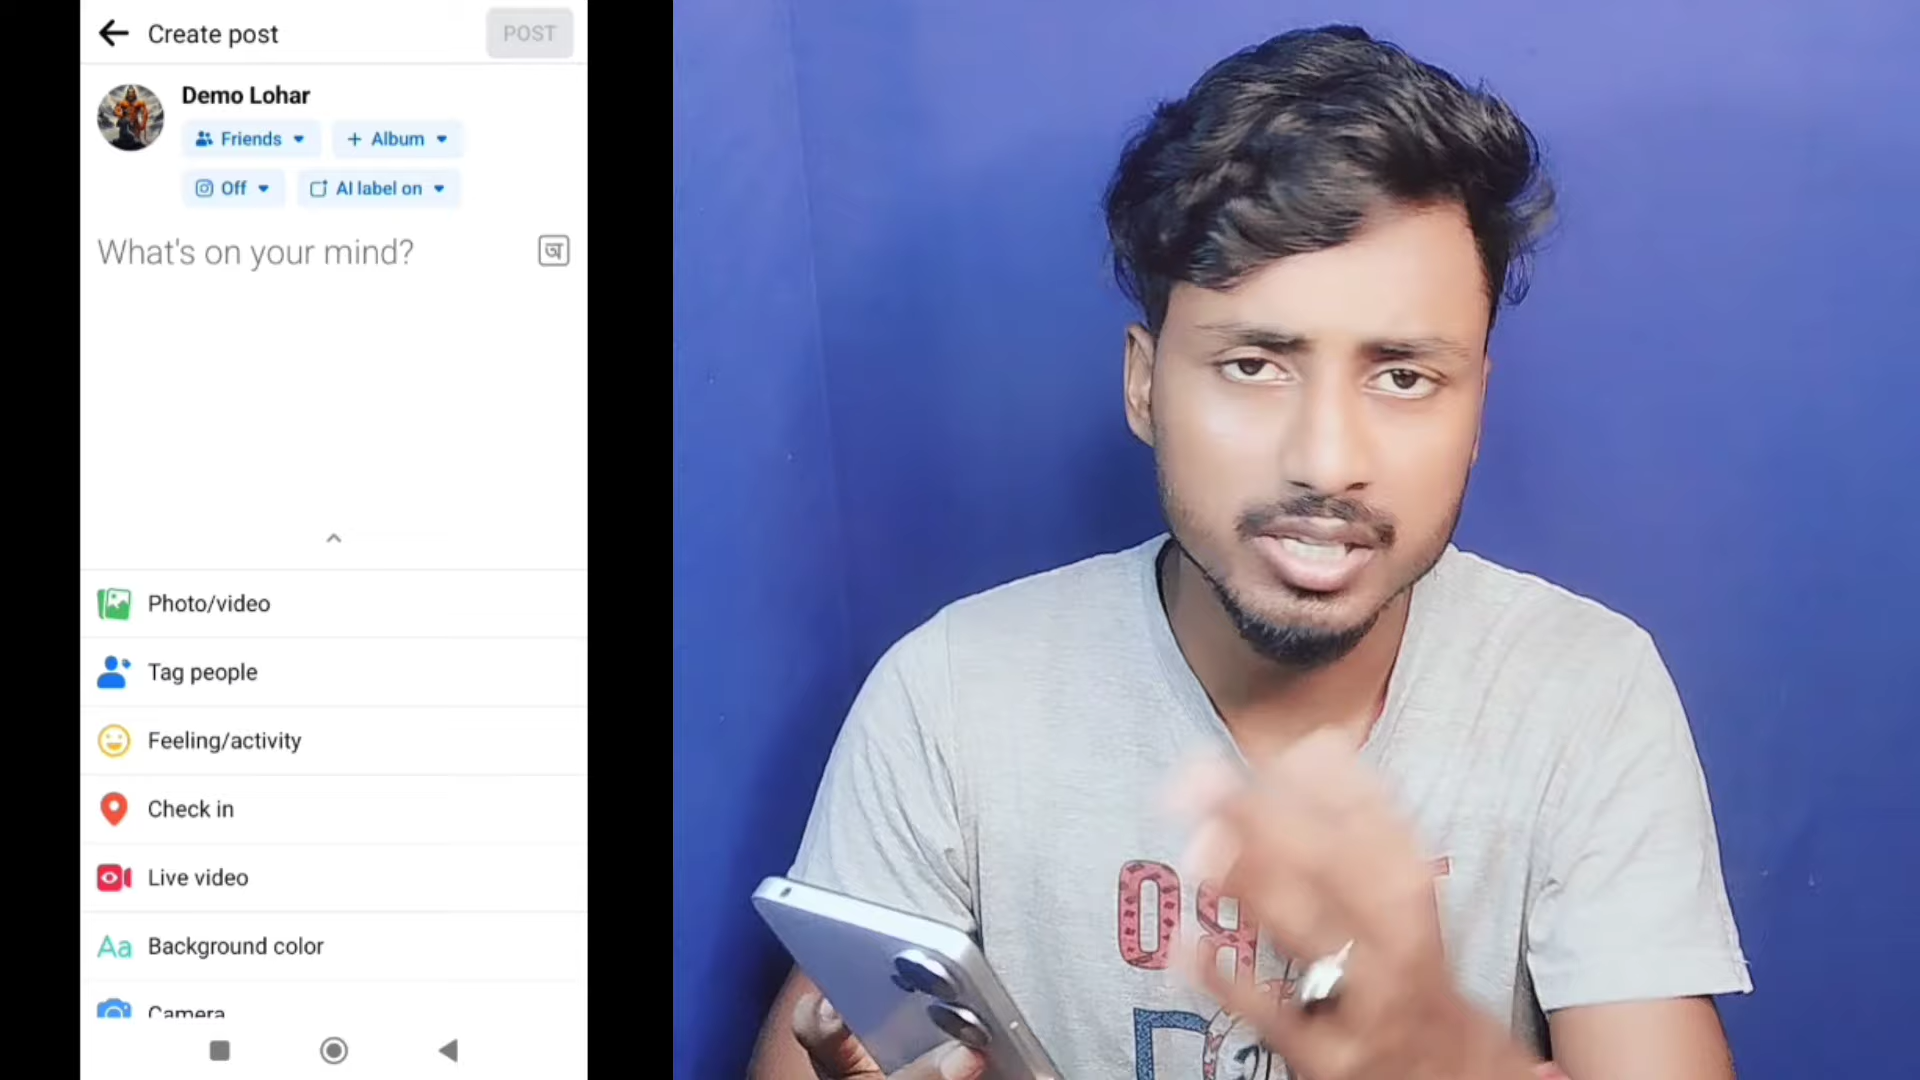 Create post
POST
Demo Lohar
Friends
+ Album
Off
AI label on
What's on your mind?
অ
Photo/video
Tag people
Feeling/activity
Check in
Live video
Aa Background color
Camera